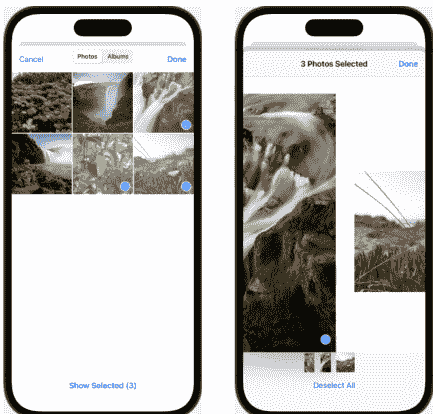 Cancel
Photos
Albums
Done
Show Selected (3)
3 Photos Selected
Done
Deselect All